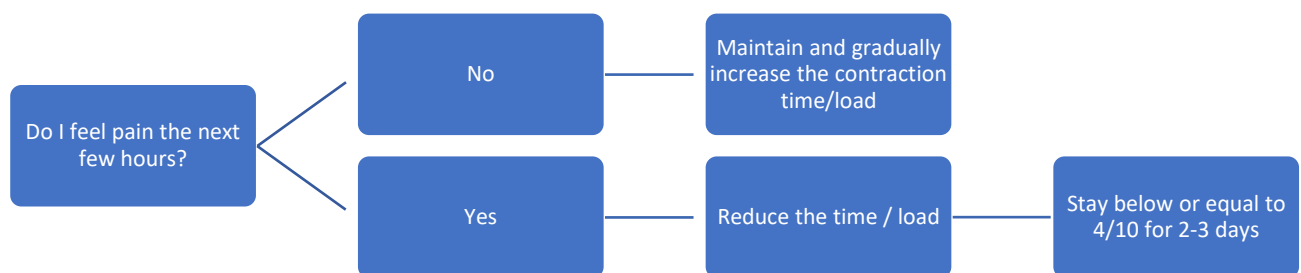 Do I feel pain the next
few hours?
No
Maintain and gradually
increase the contraction
time/load
Yes
Reduce the time / load
Stay below or equal to
4/10 for 2-3 days